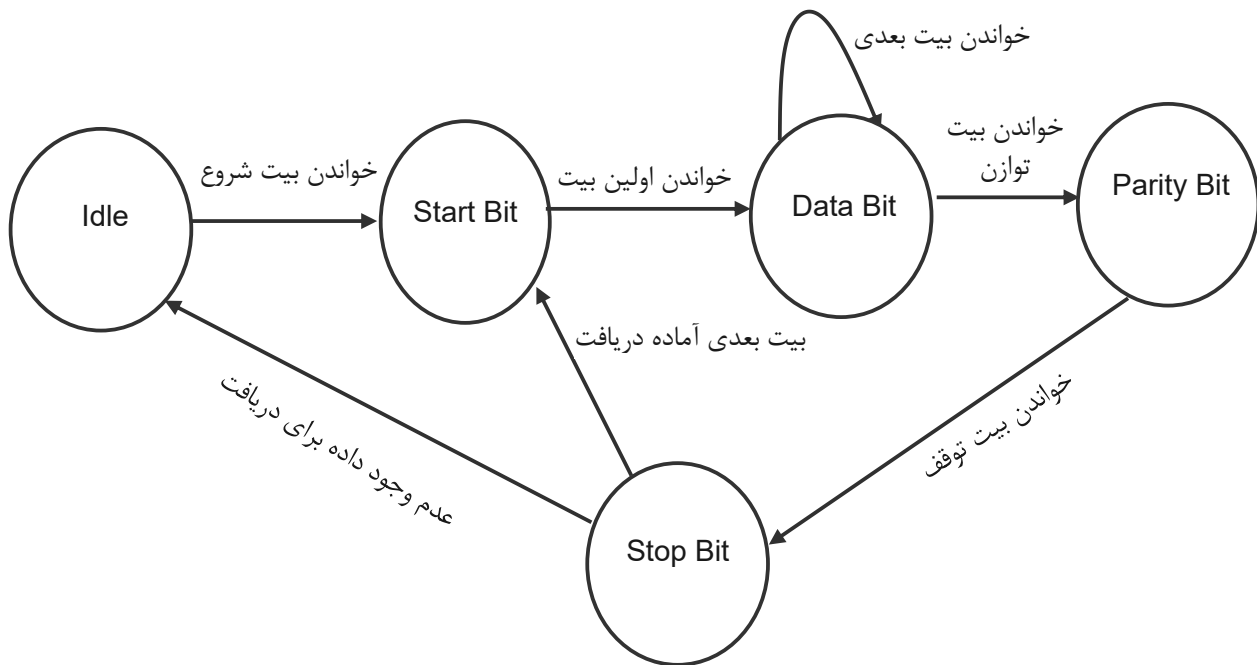 خواندن بیت بعدی
خواندن بیت
توازن
خواندن اولین بیت
خواندن بیت شروع
Idle
Start Bit
Data Bit
Parity Bit
بیت بعدی آماده دریافت
خواندن بیت توقف
عدم وجود داده برای دریافت
Stop Bit